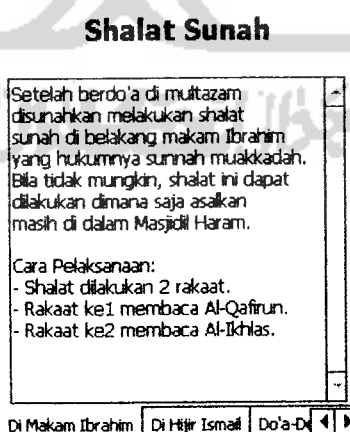 Shalat Sunah
Setelah berdo'a di multazam
disunahkan melakukan shalat
sunah di belakang makam Ibrahim
yang hukumnya sunnah muakkadah.
Bila tidak mungkin, shalat ini dapat
dilakukan dimana saja asalkan
masih di dalam Masjidil Haram.
Cara Pelaksanaan:
- Shalat dilakukan 2 rakaat.
- Rakaat ke1 membaca Al-Qafirun.
- Rakaat ke2 membaca Al-Ikhlas.
Di Makam Ibrahim Di Hijir Ismail Do'a-D